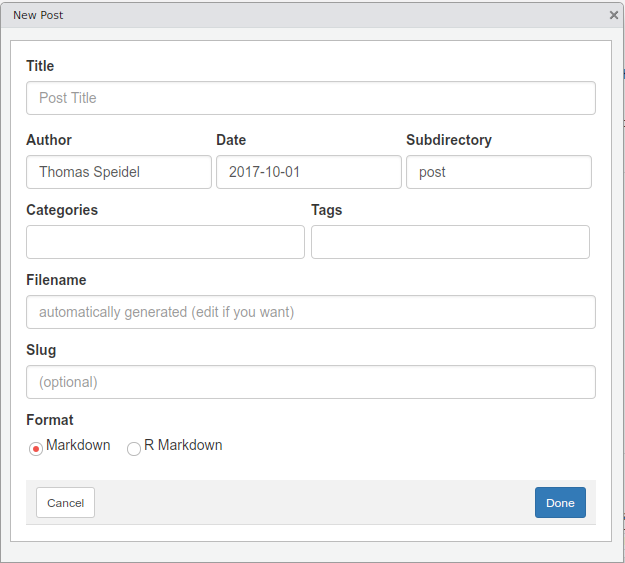 New Post
Title
Post Title
Author Date Subdirectory
Thomas Speidel 2017-10-01 post
Categories Tags
Filename
automatically generated (edit if you want)
Slug
(optional)
Format
Markdown R Markdown
Cancel Done